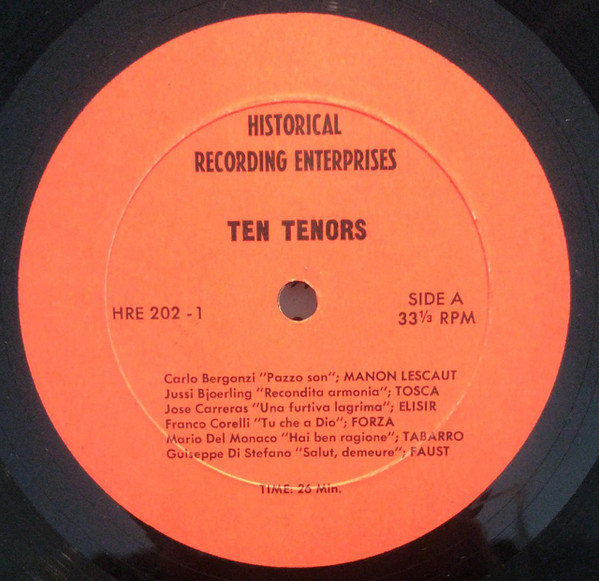 HISTORICAL
RECORDING ENTERPRISES
TEN TENORS
HRE 202 - 1
SIDE A
33⅓ RPM
Carlo Bergonzi "Pazzo son"; MANON LESCAUT
Jussi Bjoerling "Recondita armonia"; TOSCA
Jose Carreras "Una furtiva lagrima"; ELISIR
Franco Corelli "Tu che a Dio"; FORZA
Mario Del Monaco "Hai ben ragione"; TABARRO
Guiseppe Di Stefano "Salut, demeure"; FAUST
TIME: 26 Min.